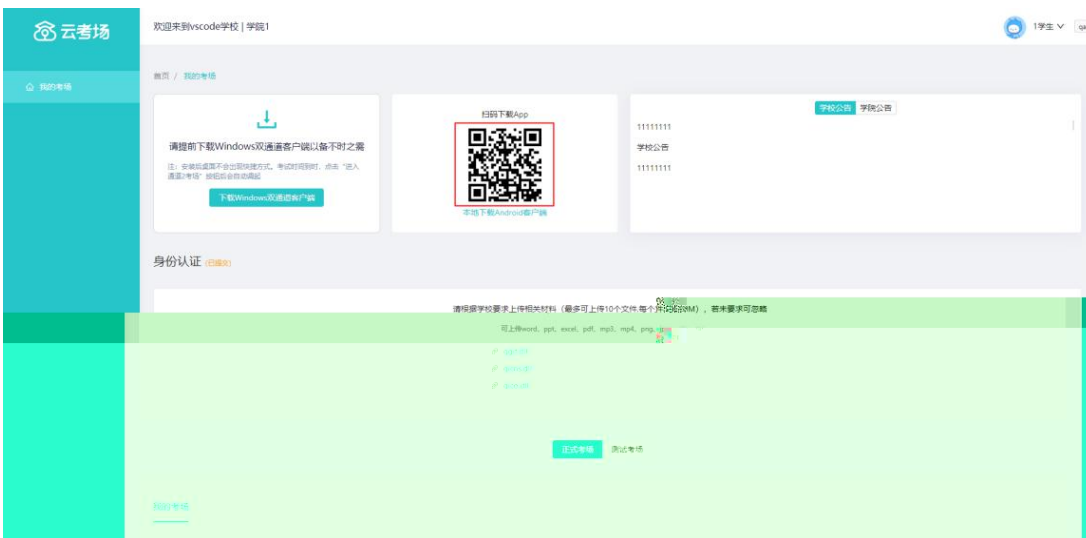 云考场
欢迎来到vscode学校 | 学院1
1学生
我的考场
首页 / 我的考场
请提前下载Windows双通道客户端以备不时之需
注:安装后桌面不会出现快捷方式。考试时间到时,点击“进入
通道2考场”按钮后会自动调起
下载Windows双通道客户端
扫码下载App
本地下载Android客户端
学校公告 学院公告
11111111
学校公告
11111111
身份认证 (已提交)
请根据学校要求上传相关材料(最多可上传10个文件,每个 M),若未要求可忽略
可上传word、ppt、excel、pdf、mp3、mp4、png、
正式考场 测试考场
我的考场